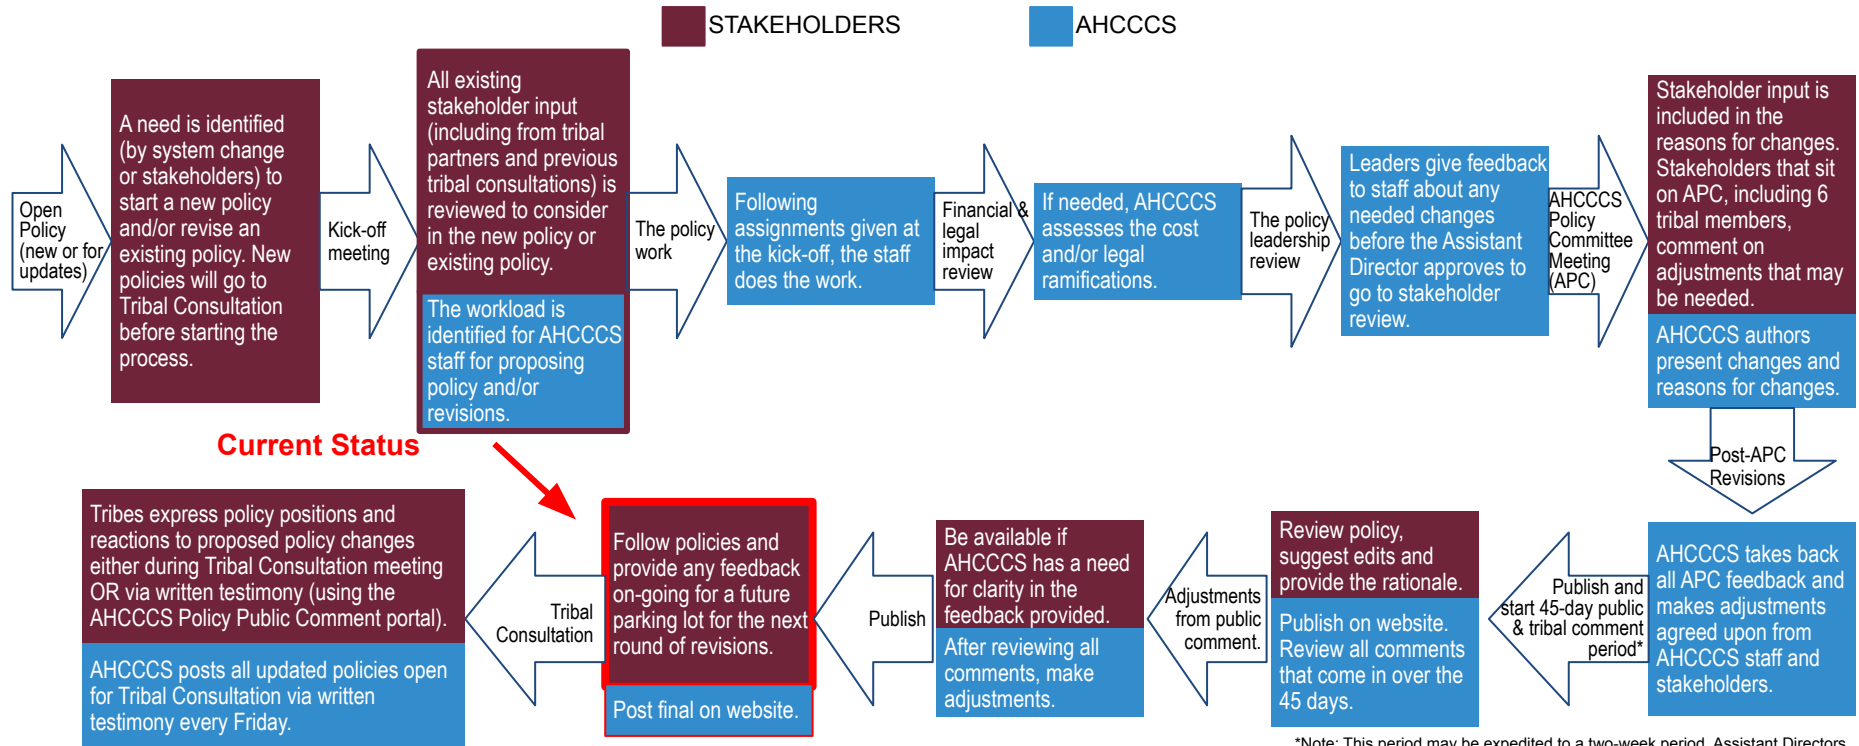 STAKEHOLDERS
AHCCCS
Open
Policy
(new or for
updates)
A need is identified
(by system change
or stakeholders) to
start a new policy
and/or revise an
existing policy. New
policies will go to
Tribal Consultation
before starting the
process.
Kick-off
meeting
All existing
stakeholder input
(including from tribal
partners and previous
tribal consultations) is
reviewed to consider
in the new policy or
existing policy.
The workload is
identified for AHCCCS
staff for proposing
policy and/or
revisions.
The policy
work
Following
assignments given at
the kick-off, the staff
does the work.
Financial &
legal
impact
review
If needed, AHCCCS
assesses the cost
and/or legal
ramifications.
The policy
leadership
review
Leaders give feedback
to staff about any
needed changes
before the Assistant
Director approves to
go to stakeholder
review.
AHCCCS
Policy
Committee
Meeting
(APC)
Stakeholder input is
included in the
reasons for changes.
Stakeholders that sit
on APC, including 6
tribal members,
comment on
adjustments that may
be needed.
AHCCCS authors
present changes and
reasons for changes.
Post-APC
Revisions
AHCCCS takes back
all APC feedback and
makes adjustments
agreed upon from
AHCCCS staff and
stakeholders.
Publish and
start 45-day public
& tribal comment
period*
Review policy,
suggest edits and
provide the rationale.
Publish on website.
Review all comments
that come in over the
45 days.
Adjustments
from public
comment.
Be available if
AHCCCS has a need
for clarity in the
feedback provided.
After reviewing all
comments, make
adjustments.
Publish
Current Status
Follow policies and
provide any feedback
on-going for a future
parking lot for the next
round of revisions.
Post final on website.
Tribal
Consultation
Tribes express policy positions and
reactions to proposed policy changes
either during Tribal Consultation meeting
OR via written testimony (using the
AHCCCS Policy Public Comment portal).
AHCCCS posts all updated policies open
for Tribal Consultation via written
testimony every Friday.
*Note: This period may be expedited to a two-week period. Assistant Directors